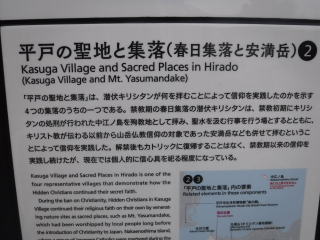 平戸の聖地と集落(春日集落と安満岳)❷
Kasuga Village and Sacred Places in Hirado
(Kasuga Village and Mt. Yasumandake)
「平戸の聖地と集落」は、潜伏キリシタンが何を拝むことによって信仰を実践したのかを示す
4つの集落のうちの一つである。禁教期の春日集落の潜伏キリシタンは、禁教初期にキリシ
タンの処刑が行われた中江ノ島を殉教地として拝み、聖水を汲む行事を行う場とするとともに、
キリスト教が伝わる以前から山岳仏教信仰の対象であった安満岳なども併せて拝むというこ
とによって信仰を実践した。解禁後もカトリックに復帰することはなく、禁教期以来の信仰を
実践し続けたが、現在では個人的に信心具を祀る程度になっている。
Kasuga Village and Sacred Places in Hirado is one of the
four representative villages that demonstrate how the
Hidden Christians continued their secret faith.
During the ban on Christianity, Hidden Christians in Kasuga
Village continued their religious faith on their own by venerat-
ing nature sites as sacred places, such as Mt. Yasumandake,
which had been worshipped by local people long before
the introduction of Christianity to Japan. Nakaenoshima Island,
❷ ❸
「平戸の聖地と集落」内の要素
Related elements in these components